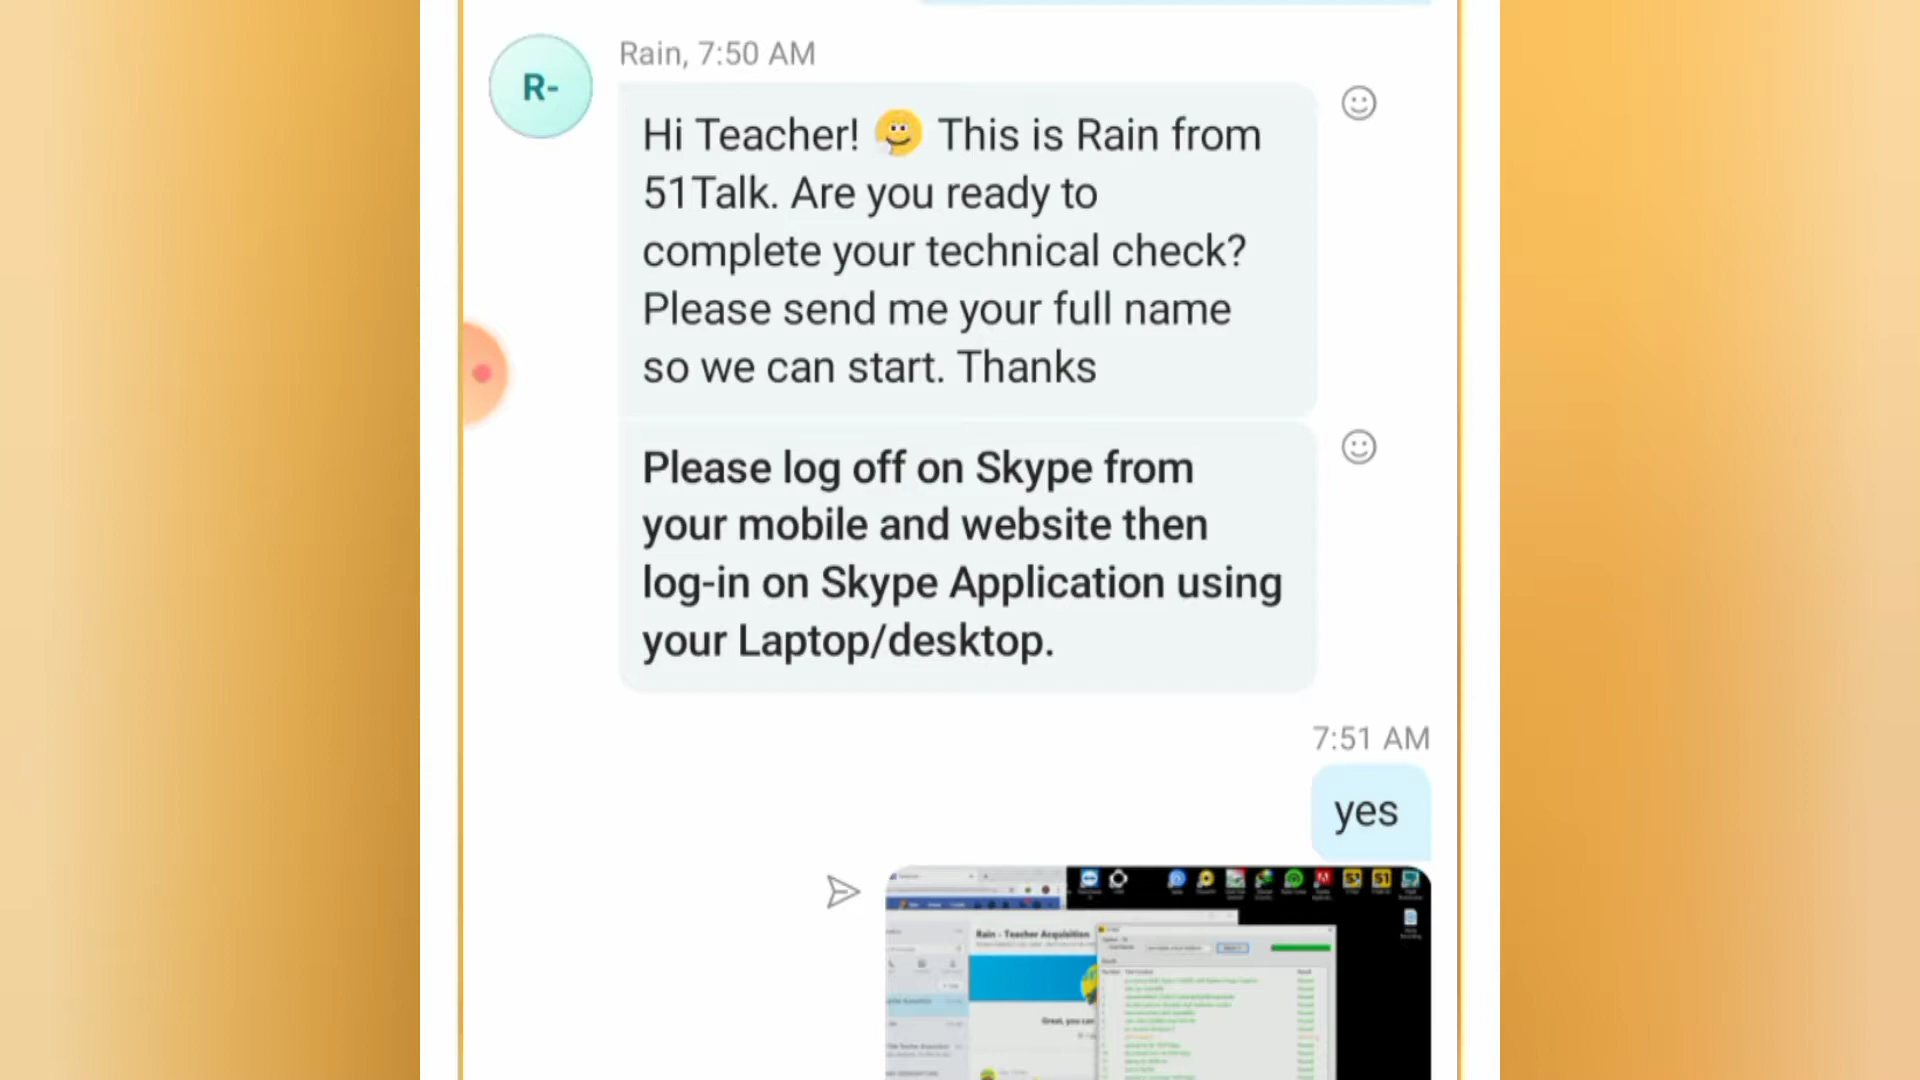 Rain, 7:50 AM
R-
Hi Teacher! This is Rain from
51Talk. Are you ready to
complete your technical check?
Please send me your full name
so we can start. Thanks
Please log off on Skype from
your mobile and website then
log-in on Skype Application using
your Laptop/desktop.
7:51 AM
yes
Rain - Teacher Acquisition
Great, you can